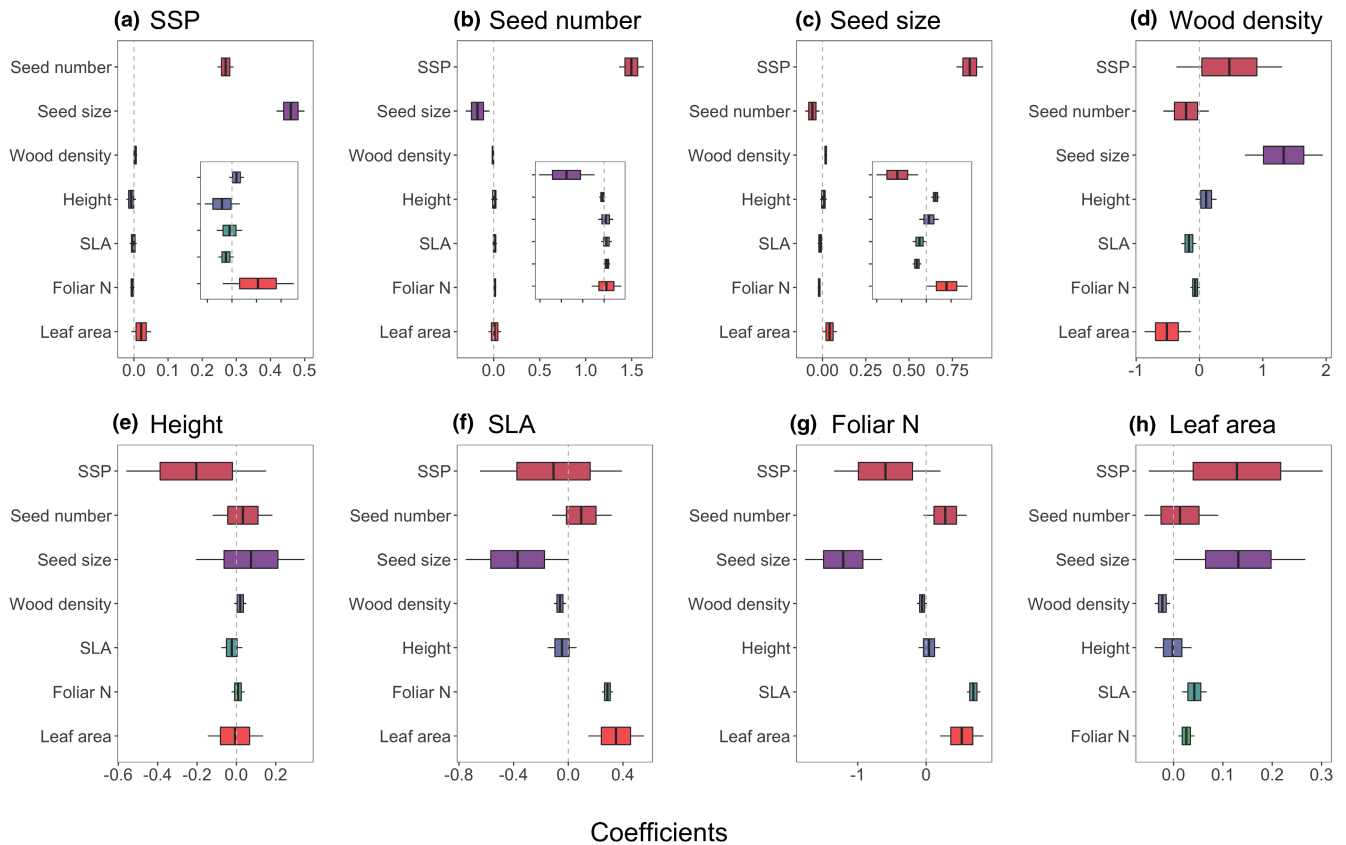 (a) SSP
Seed number
Seed size
Wood density
Height
SLA
Foliar N
Leaf area
0.0 0.1 0.2 0.3 0.4 0.5
(b) Seed number
SSP
Seed size
Wood density
Height
SLA
Foliar N
Leaf area
0.0 0.5 1.0 1.5
(c) Seed size
SSP
Seed number
Wood density
Height
SLA
Foliar N
Leaf area
0.00 0.25 0.50 0.75
(d) Wood density
SSP
Seed number
Seed size
Height
SLA
Foliar N
Leaf area
-1 0 1 2
(e) Height
SSP
Seed number
Seed size
Wood density
SLA
Foliar N
Leaf area
-0.6 -0.4 -0.2 0.0 0.2
(f) SLA
SSP
Seed number
Seed size
Wood density
Height
Foliar N
Leaf area
-0.8 -0.4 0.0 0.4
(g) Foliar N
SSP
Seed number
Seed size
Wood density
Height
SLA
Leaf area
-1 0
(h) Leaf area
SSP
Seed number
Seed size
Wood density
Height
SLA
Foliar N
0.0 0.1 0.2 0.3
Coefficients